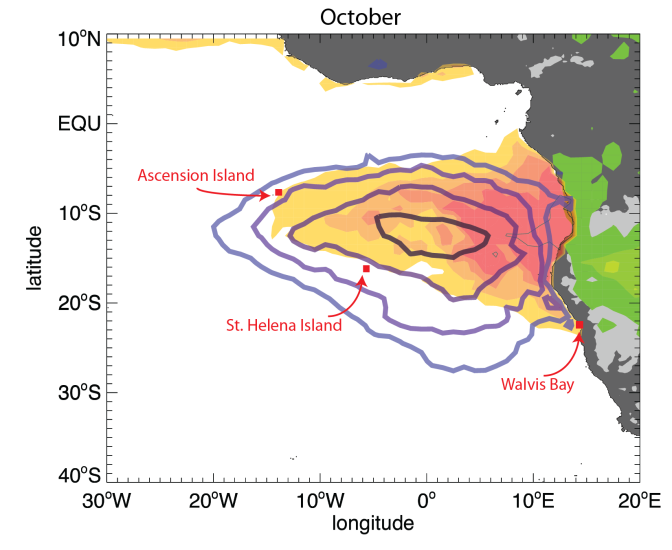 October
10°N
EQU
10°S
20°S
30°S
40°S
latitude
Ascension Island
St. Helena Island
Walvis Bay
30°W
20°W
10°W
0°
10°E
20°E
longitude